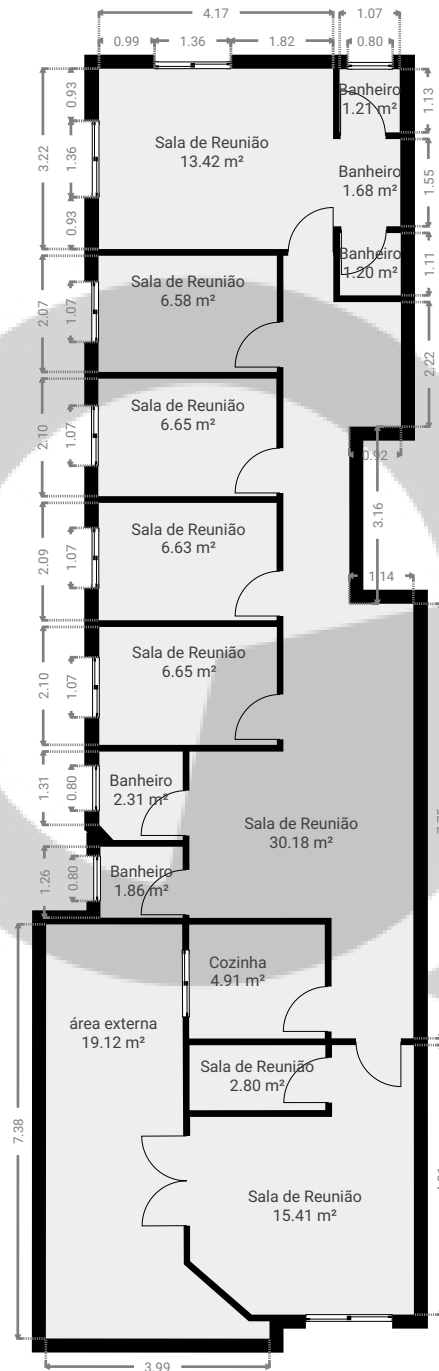 4.17
1.07
0.99
1.36
1.82
0.80
Banheiro
1.21 m²
0.93
1.13
Sala de Reunião
13.42 m²
3.22
1.36
Banheiro
1.68 m²
1.55
0.93
Banheiro
1.20 m²
1.11
Sala de Reunião
6.58 m²
2.07
1.07
2.22
Sala de Reunião
6.65 m²
2.10
1.07
0.92
3.16
Sala de Reunião
6.63 m²
2.09
1.07
1.14
Sala de Reunião
6.65 m²
2.10
1.07
Banheiro
2.31 m²
1.31
0.80
Sala de Reunião
30.18 m²
Banheiro
1.86 m²
1.26
0.80
Cozinha
4.91 m²
área externa
19.12 m²
Sala de Reunião
2.80 m²
7.38
Sala de Reunião
15.41 m²
3.99